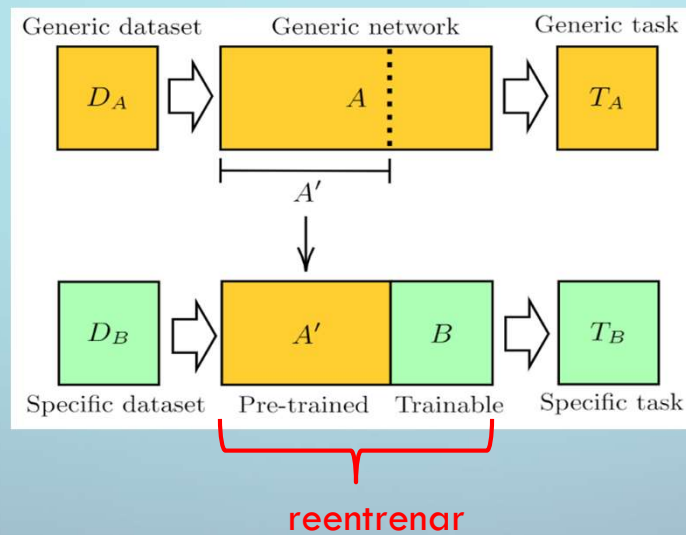 Generic dataset Generic network Generic task
D_A A T_A
A'
D_B A' B T_B
Specific dataset Pre-trained Trainable Specific task
reentrenar